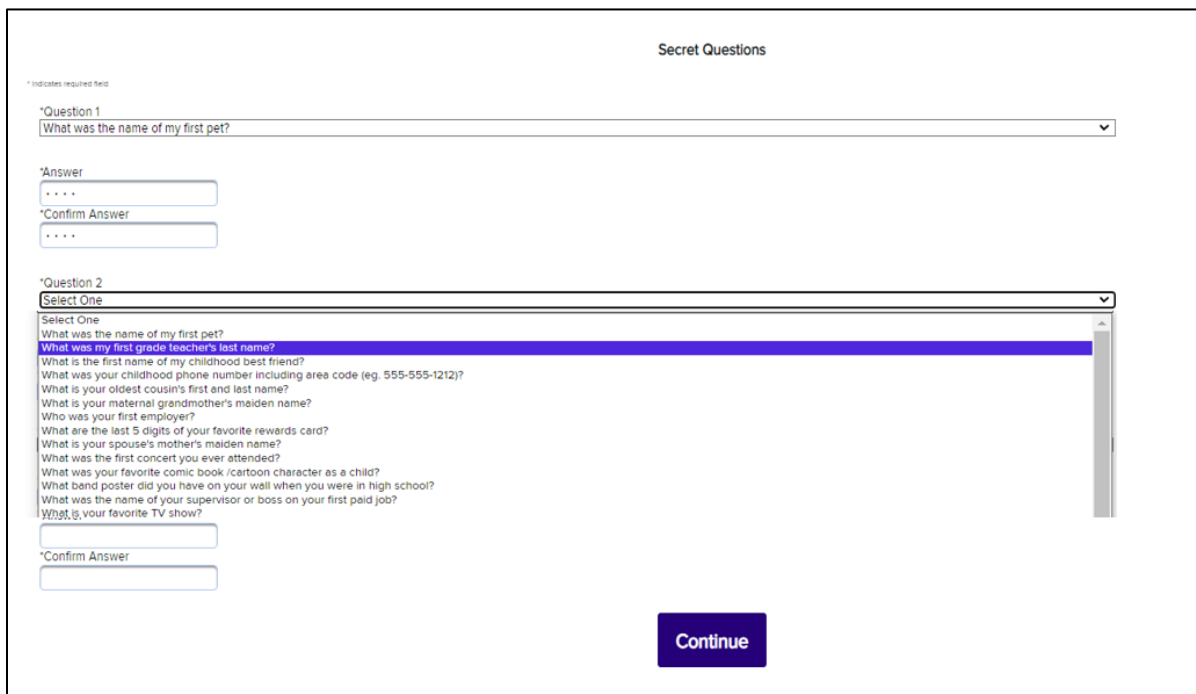 Secret Questions
* Indicates required field
*Question 1
What was the name of my first pet?
*Answer
....
*Confirm Answer
....
*Question 2
Select One
Select One
What was the name of my first pet?
What was my first grade teacher's last name?
What is the first name of my childhood best friend?
What was your childhood phone number including area code (eg. 555-555-1212)?
What is your oldest cousin's first and last name?
What is your maternal grandmother's maiden name?
Who was your first employer?
What are the last 5 digits of your favorite rewards card?
What is your spouse's mother's maiden name?
What was the first concert you ever attended?
What was your favorite comic book /cartoon character as a child?
What band poster did you have on your wall when you were in high school?
What was the name of your supervisor or boss on your first paid job?
What is your favorite TV show?
*Confirm Answer
Continue